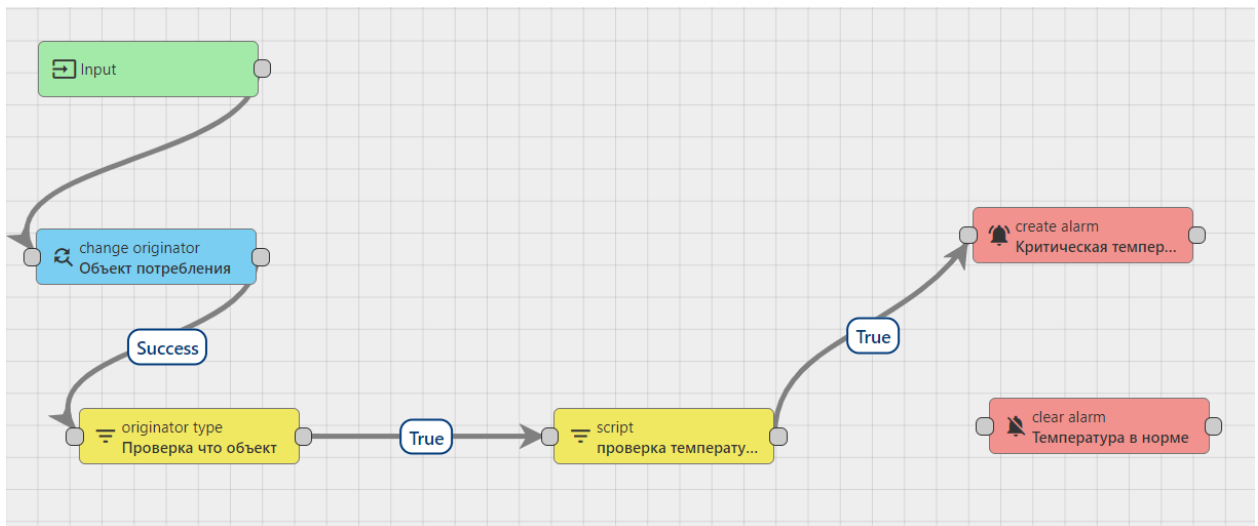 Input
change originator
Объект потребления
Success
originator type
Проверка что объект
True
script
проверка температу...
True
create alarm
Критическая темпер...
clear alarm
Температура в норме